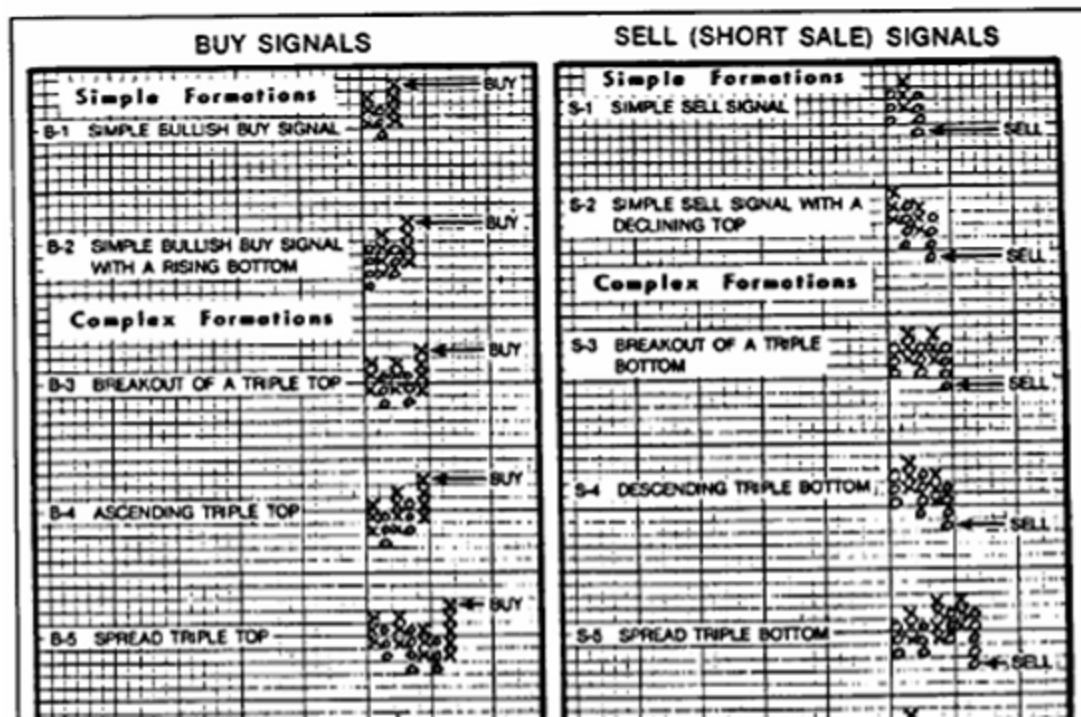 BUY SIGNALS
Simple Formations
BUY
B-1 SIMPLE BULLISH BUY SIGNAL
BUY
B-2 SIMPLE BULLISH BUY SIGNAL
WITH A RISING BOTTOM
Complex Formations
BUY
B-3 BREAKOUT OF A TRIPLE TOP
BUY
B-4 ASCENDING TRIPLE TOP
BUY
B-5 SPREAD TRIPLE TOP
SELL (SHORT SALE) SIGNALS
Simple Formations
S-1 SIMPLE SELL SIGNAL
SELL
S-2 SIMPLE SELL SIGNAL WITH A
DECLINING TOP
SELL
Complex Formations
S-3 BREAKOUT OF A TRIPLE
BOTTOM
SELL
S-4 DESCENDING TRIPLE BOTTOM
SELL
S-5 SPREAD TRIPLE BOTTOM
SELL